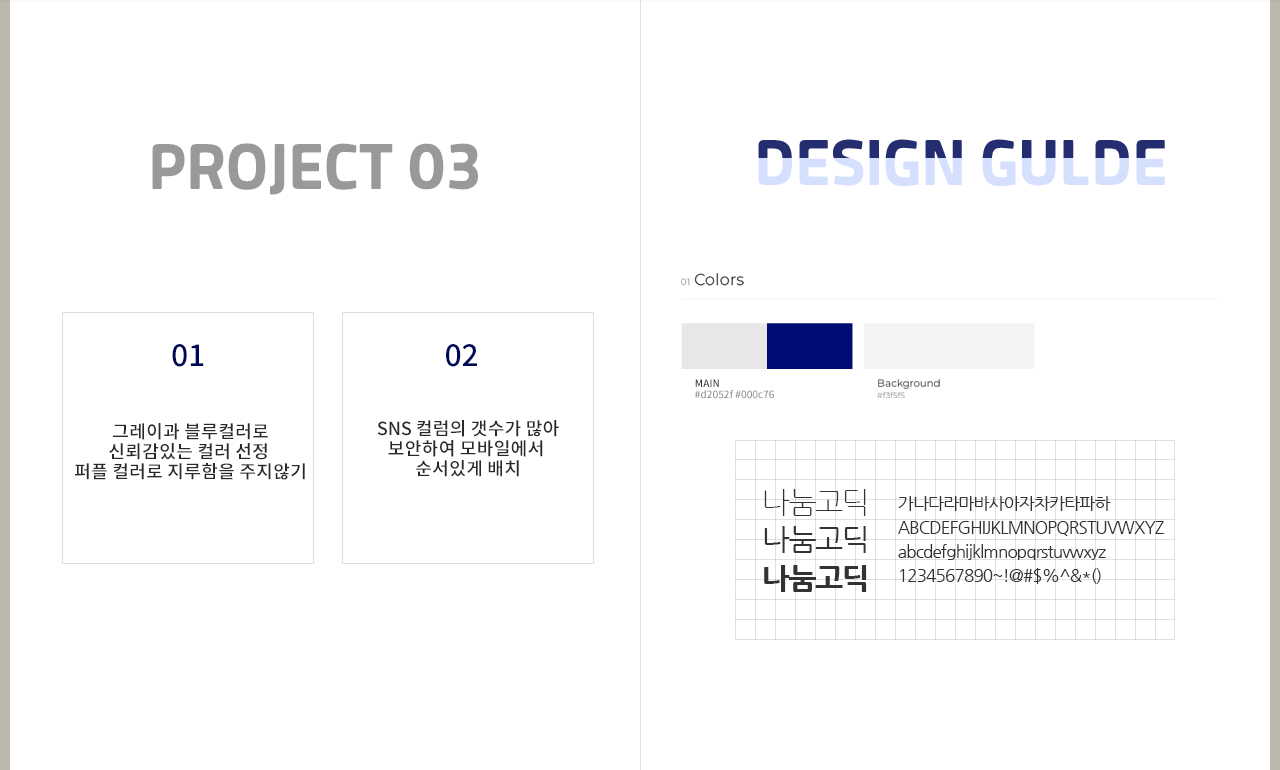 PROJECT 03
01
그레이과 블루컬러로
신뢰감있는 컬러 선정
퍼플 컬러로 지루함을 주지않기
02
SNS 컬럼의 갯수가 많아
보안하여 모바일에서
순서있게 배치
DESIGN GULDE
01 Colors
MAIN
#d2052f #000c76
Background
#f3f5f5
나눔고딕
나눔고딕
나눔고딕
가나다라마바사아자차카타파하
ABCDEFGHIJKLMNOPQRSTUVWXYZ
abcdefghijklmnopqrstuvwxyz
1234567890~!@#$%^&*()